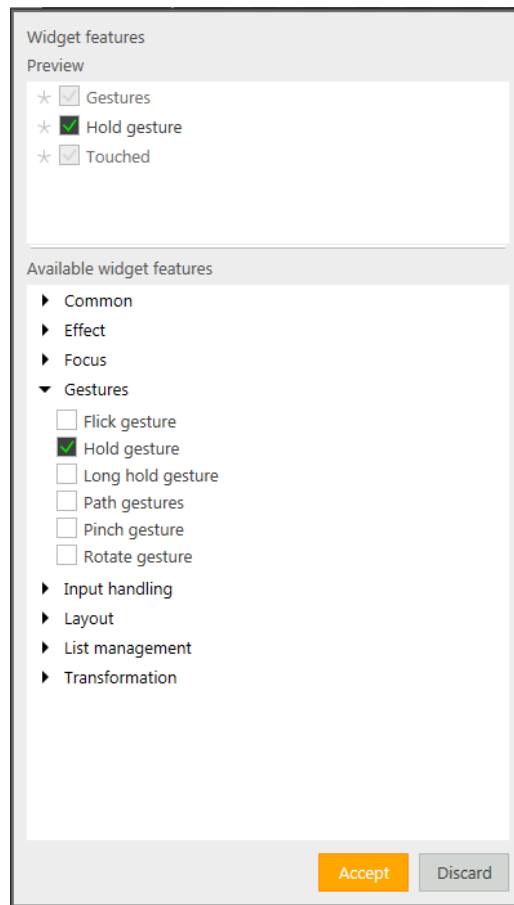 Widget features
Preview
Gestures
Hold gesture
Touched
Available widget features
Common
Effect
Focus
Gestures
Flick gesture
Hold gesture
Long hold gesture
Path gestures
Pinch gesture
Rotate gesture
Input handling
Layout
List management
Transformation
Accept Discard